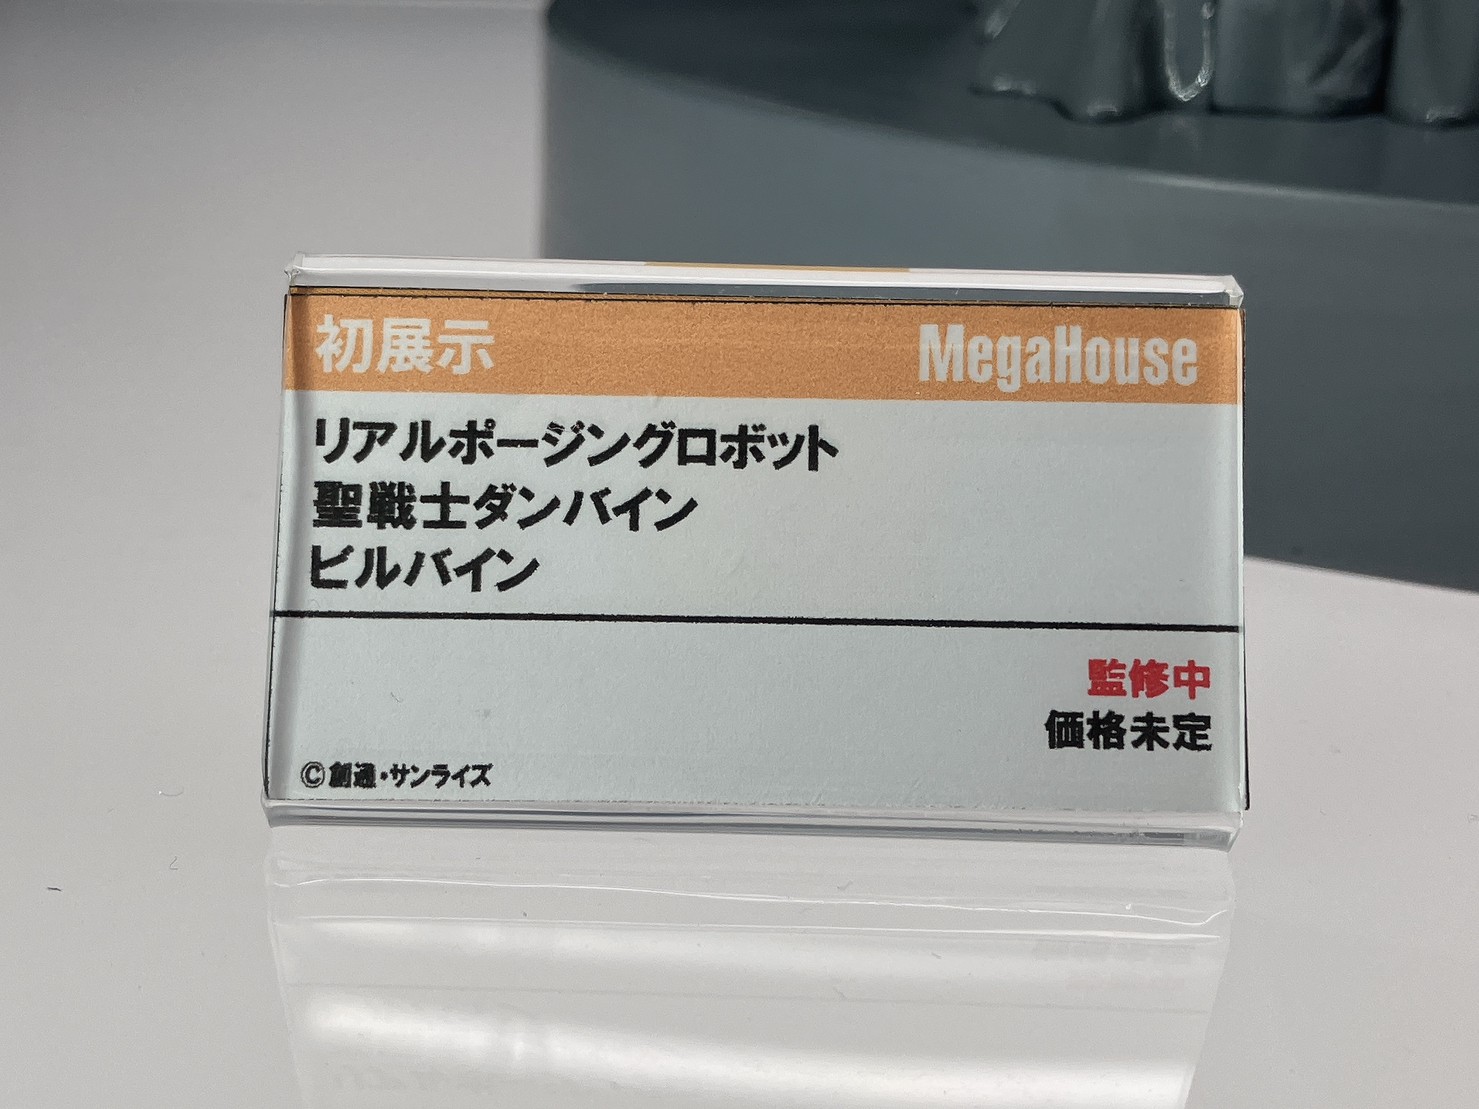 初展示 MegaHouse
リアルポージングロボット
聖戦士ダンバイン
ビルバイン
監修中
価格未定
©創通・サンライズ